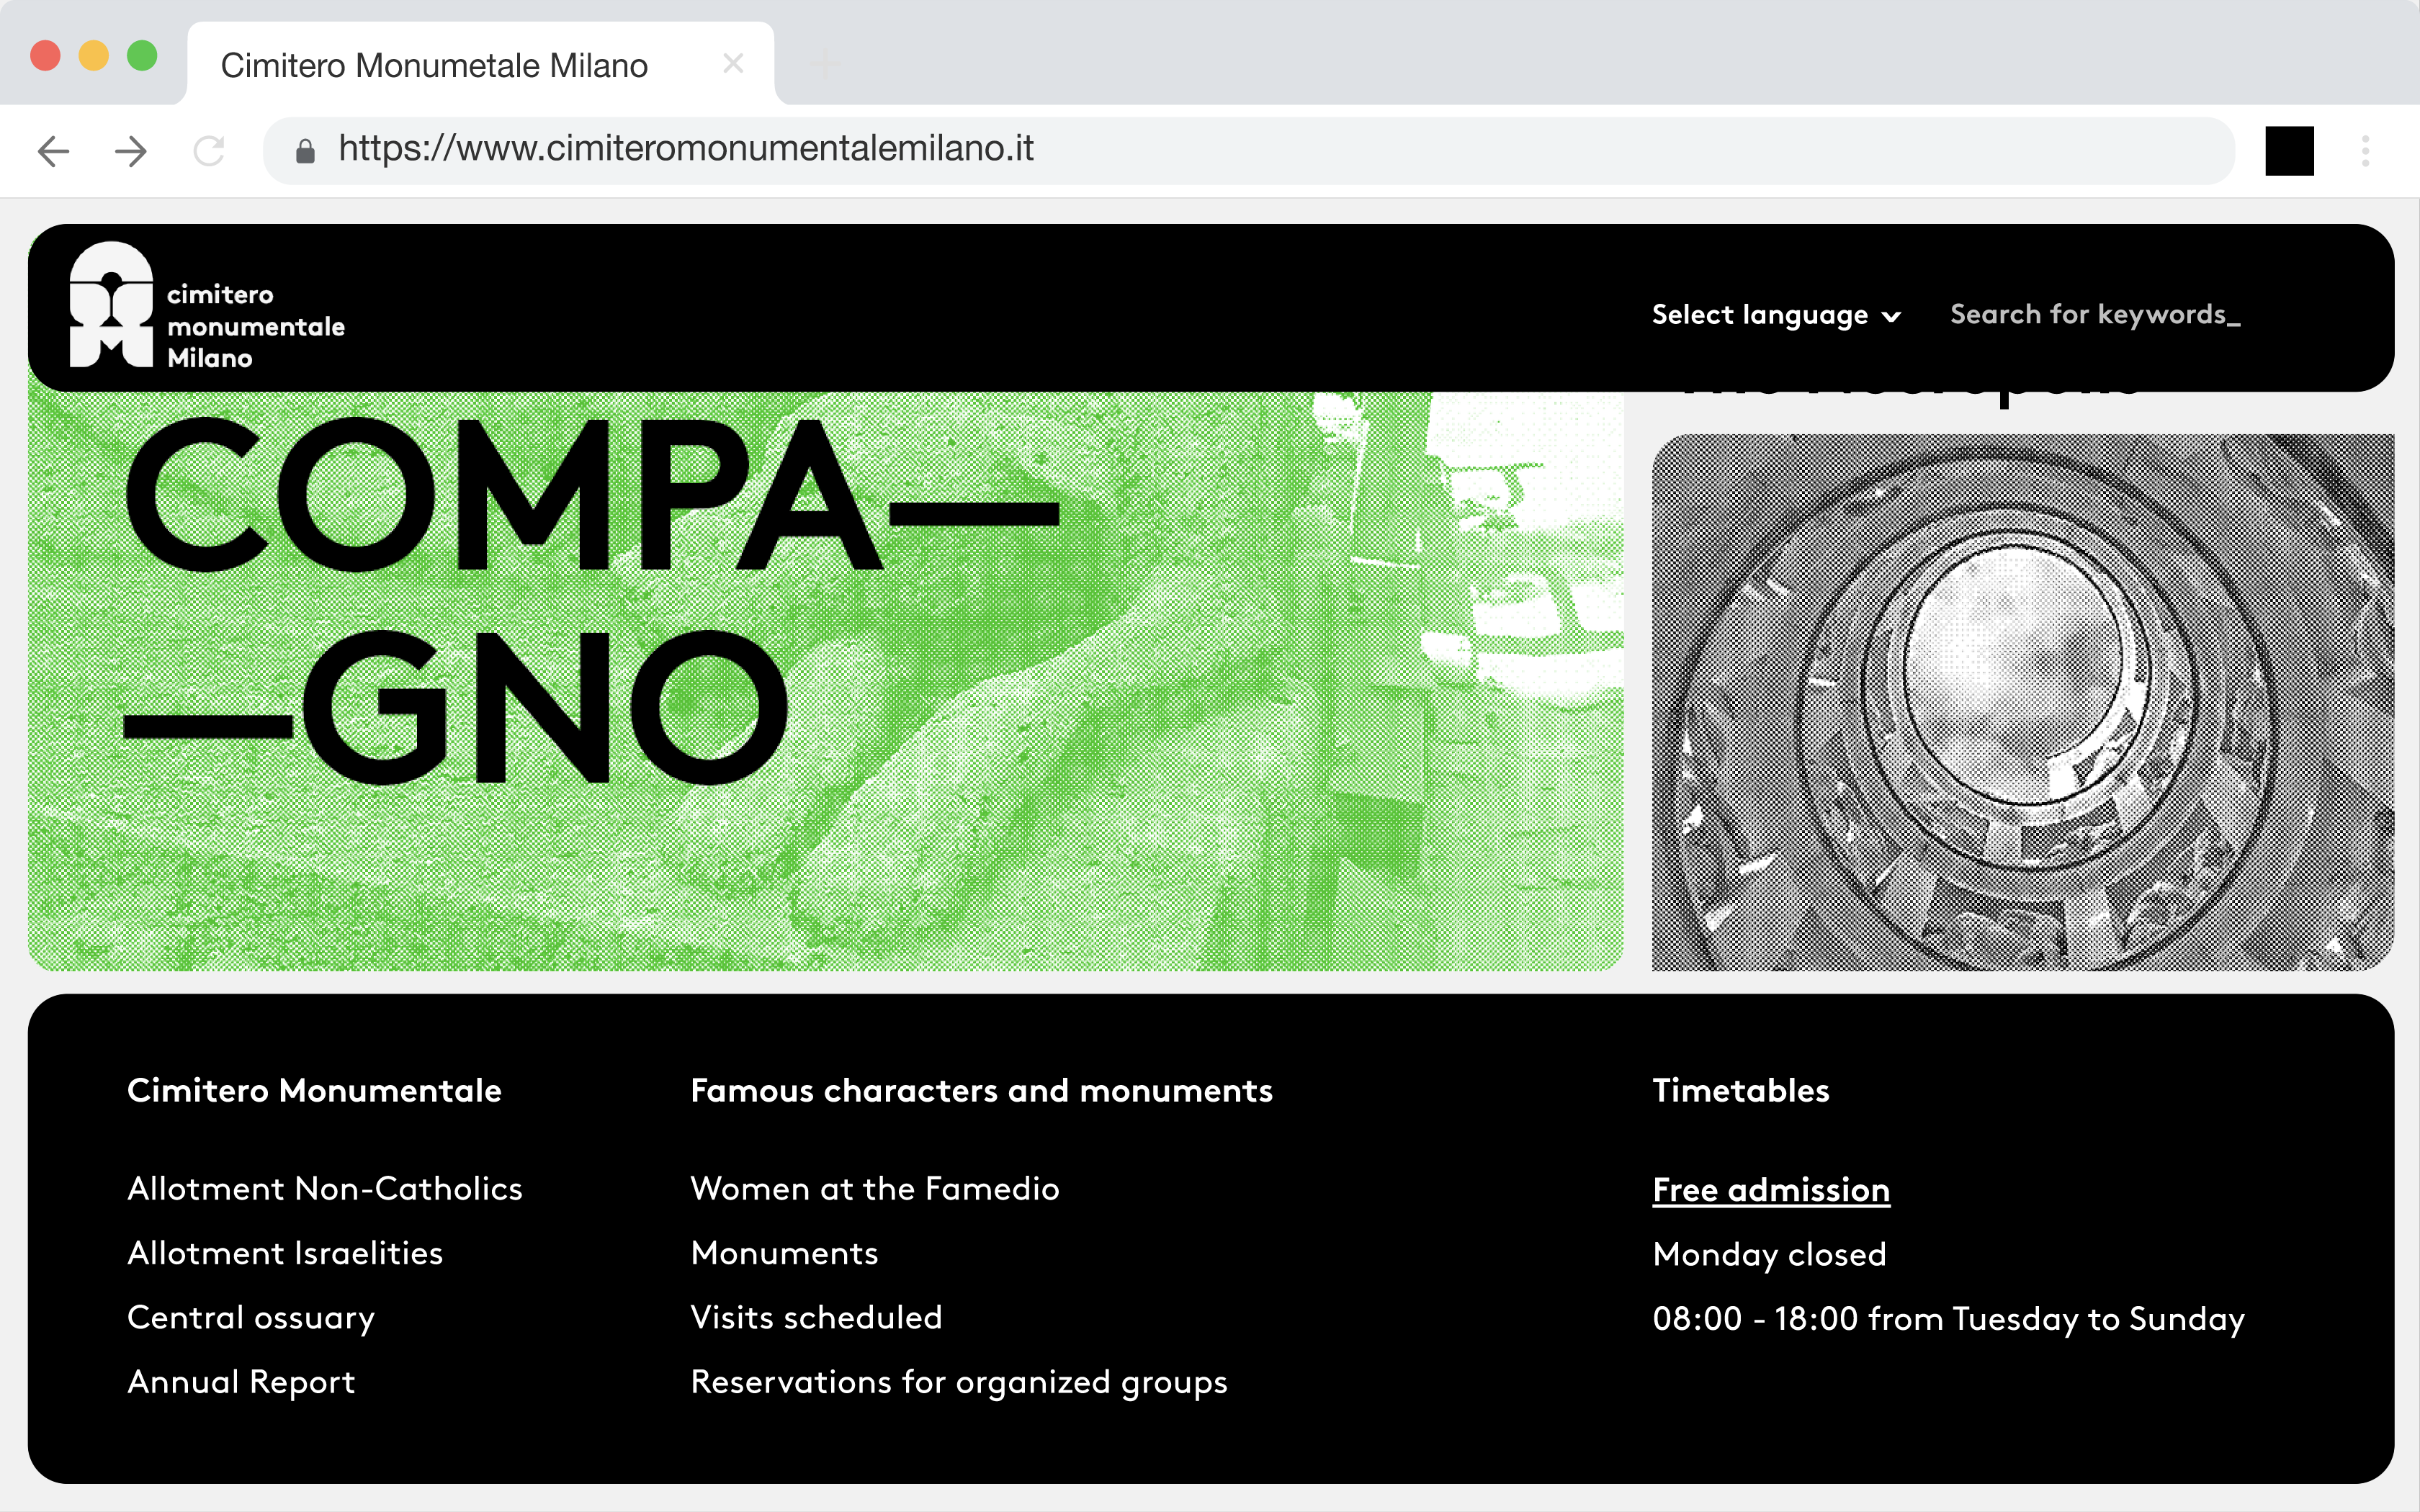 Cimitero Monumetale Milano
https://www.cimiteromonumentalemilano.it
cimitero
monumentale
Milano
Select language
Search for keywords_
COMPA—
—GNO
Cimitero Monumentale
Allotment Non-Catholics
Allotment Israelities
Central ossuary
Annual Report
Famous characters and monuments
Women at the Famedio
Monuments
Visits scheduled
Reservations for organized groups
Timetables
Free admission
Monday closed
08:00 - 18:00 from Tuesday to Sunday